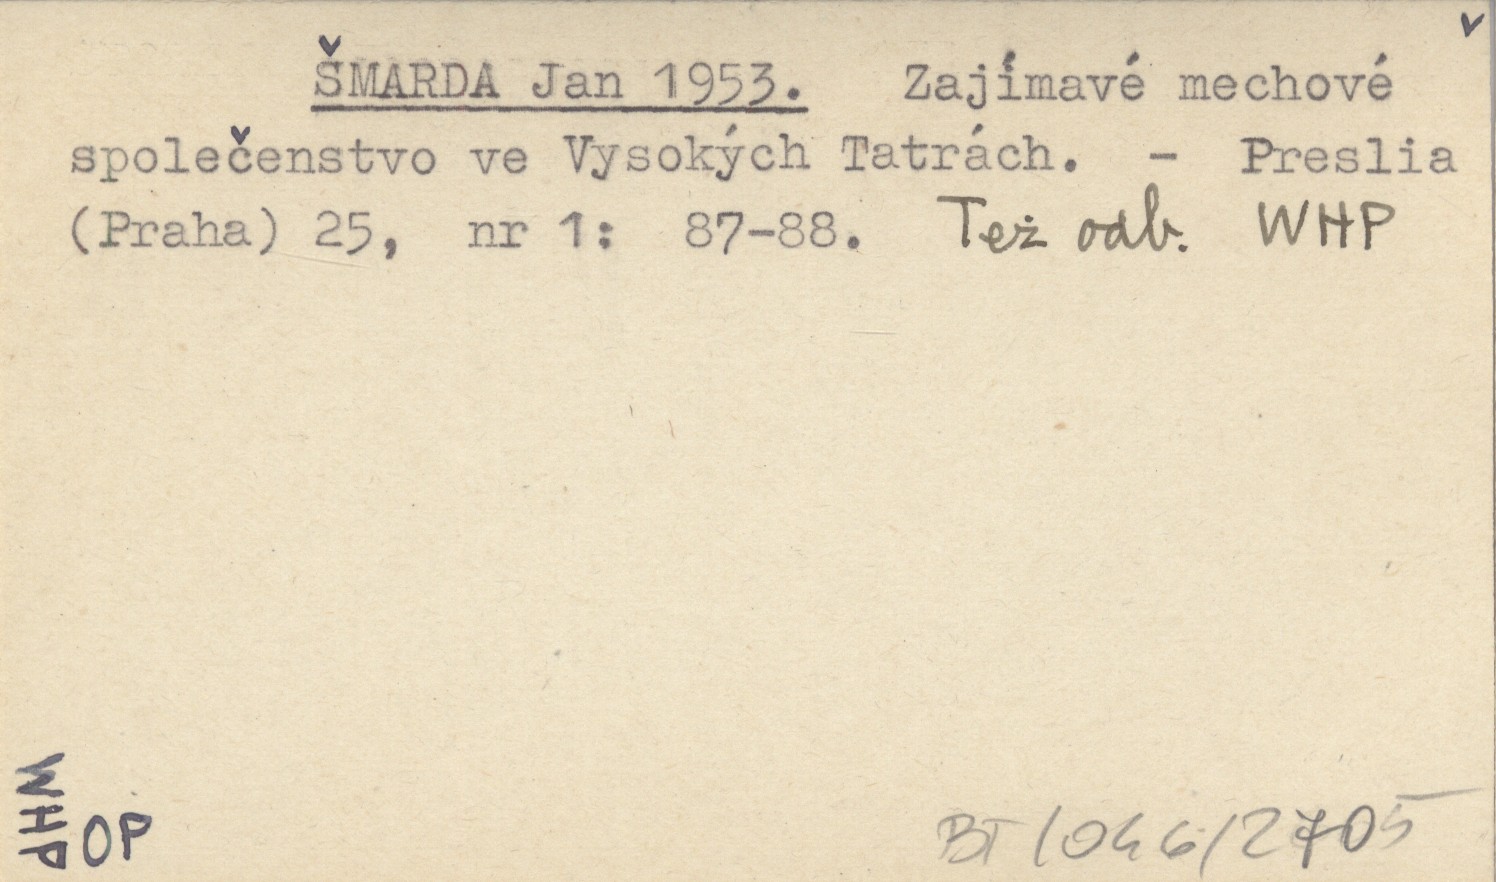 ŠMARDA Jan 1953. Zajímavé mechové
společenstvo ve Vysokých Tatrách. - Preslia
(Praha) 25, nr 1: 87-88. Też odb. WHP
WHP
OP
BT/046/2705